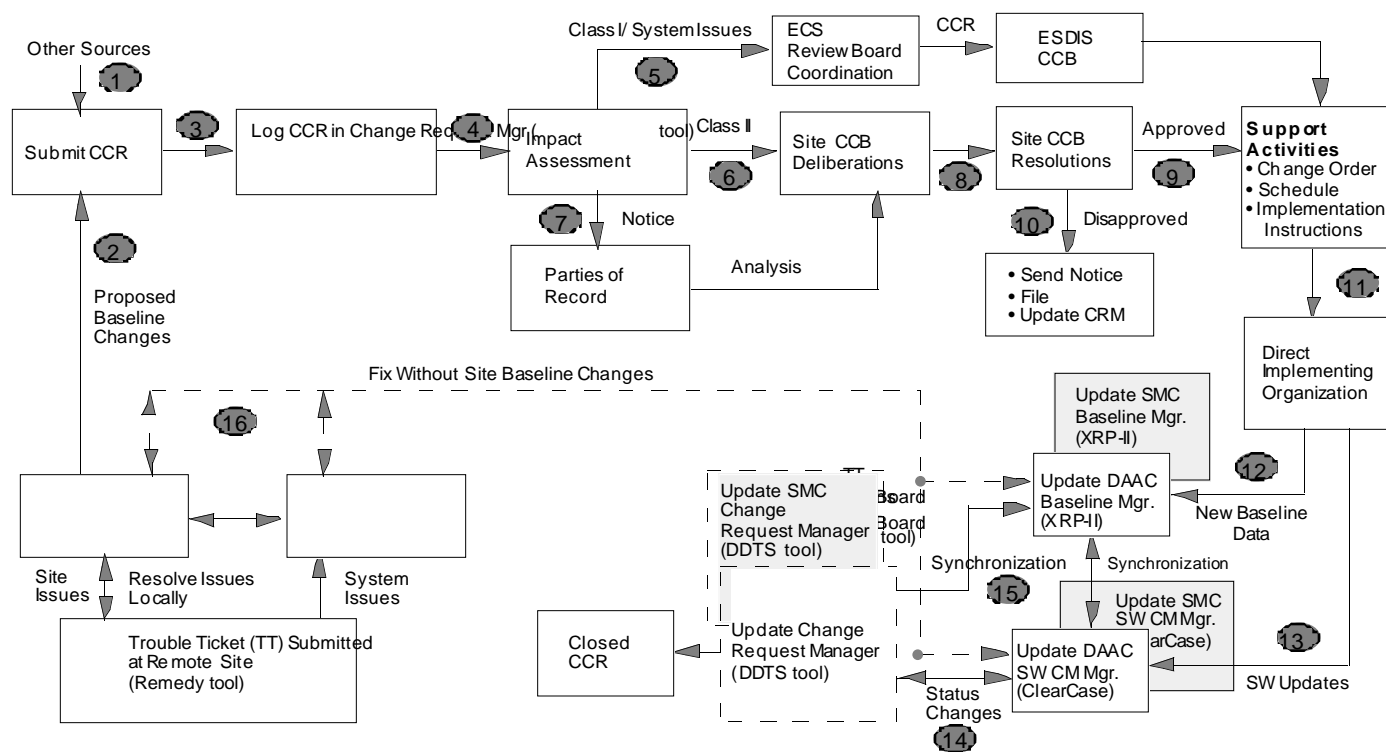 Other Sources
1
Submit CCR
2
Proposed
Baseline
Changes
3
Log CCR in Change Req
4
Mgr(
tool)
Impact
Assessment
Class I/ System Issues
5
ECS
Review Board
Coordination
CCR
ESDIS
CCB
Class II
6
Site CCB
Deliberations
8
Site CCB
Resolutions
Approved
9
Support
Activities
• Change Order
• Schedule
• Implementation
Instructions
7
Notice
Parties of
Record
Analysis
10
Disapproved
• Send Notice
• File
• Update CRM
11
Direct
Implementing
Organization
Fix Without Site Baseline Changes
16
Site
Issues
Resolve Issues
Locally
System
Issues
Trouble Ticket (TT) Submitted
at Remote Site
(Remedy tool)
Closed
CCR
Update SMC
Change
Request Manager
(DDTS tool)
Board
Board
tool)
Update Change
Request Manager
(DDTS tool)
Update SMC
Baseline Mgr.
(XRP-II)
Update DAAC
Baseline Mgr.
(XRP-II)
12
New Baseline
Data
Synchronization
15
Synchronization
Update SMC
SW CM Mgr.
arCase)
Update DAAC
SW CM Mgr.
(ClearCase)
13
SW Updates
Status
Changes
14